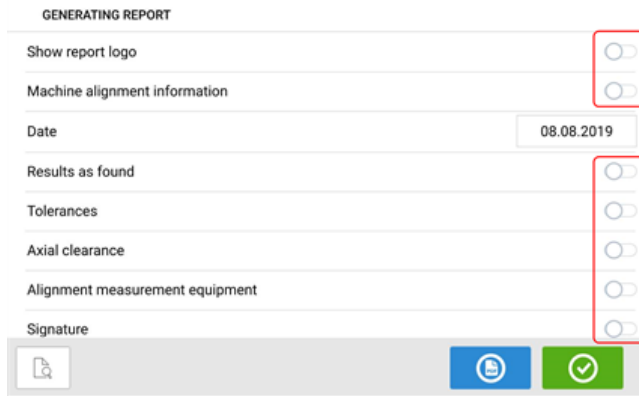 GENERATING REPORT
Show report logo
Machine alignment information
Date 08.08.2019
Results as found
Tolerances
Axial clearance
Alignment measurement equipment
Signature